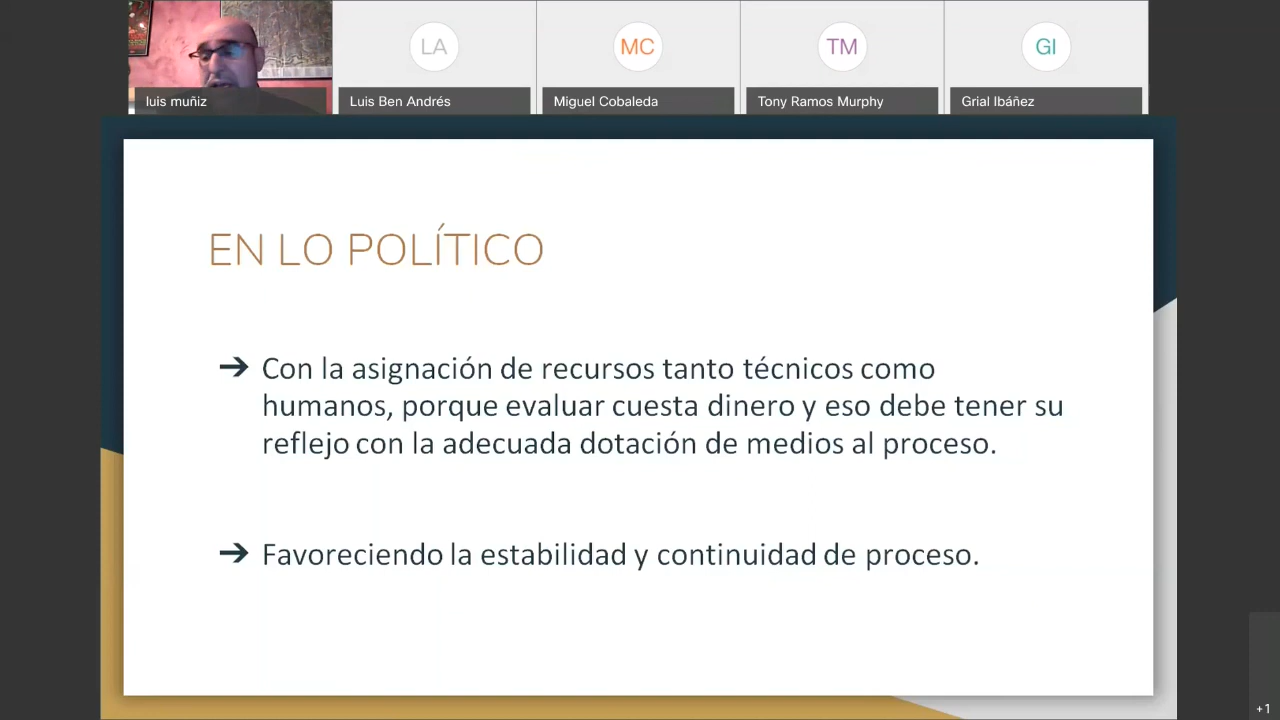 LA
MC
TM
GI
luis muñiz
Luis Ben Andrés
Miguel Cobaleda
Tony Ramos Murphy
Grial Ibáñez
EN LO POLÍTICO
➔ Con la asignación de recursos tanto técnicos como
humanos, porque evaluar cuesta dinero y eso debe tener su
reflejo con la adecuada dotación de medios al proceso.
➔ Favoreciendo la estabilidad y continuidad de proceso.
+1